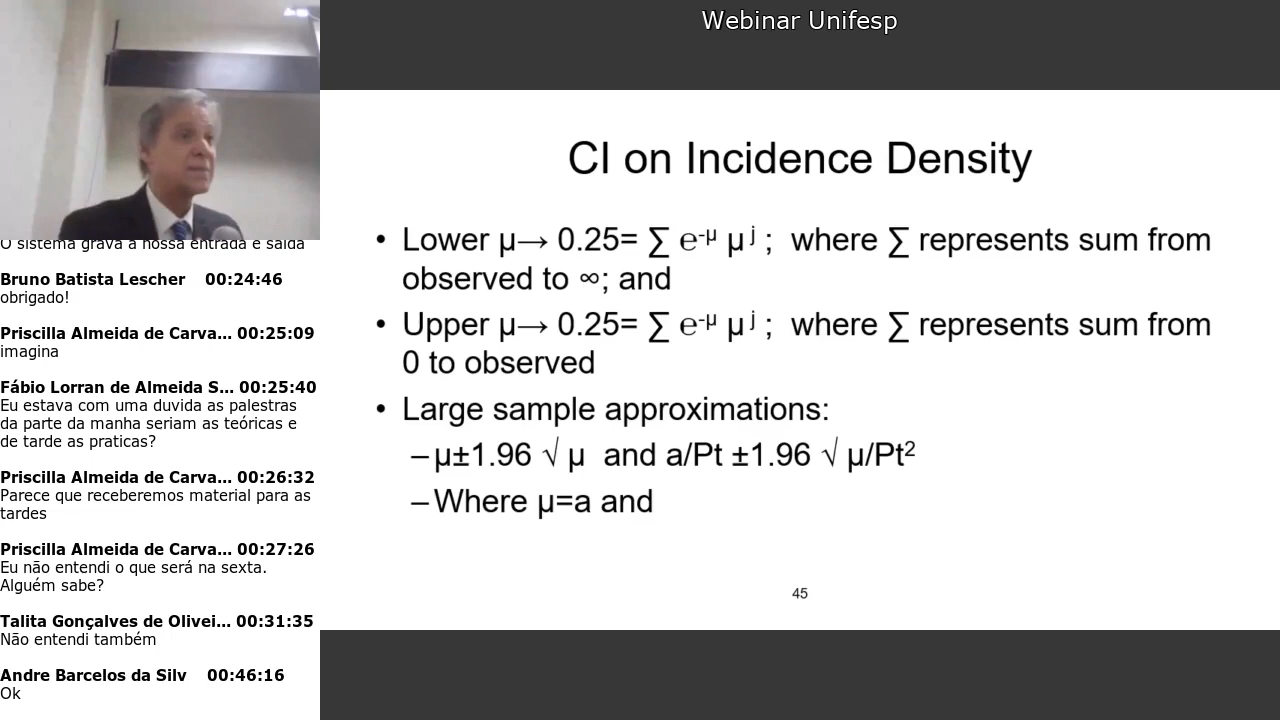 Webinar Unifesp
O sistema grava a nossa entrada e saída
Bruno Batista Lescher 00:24:46
obrigado!
Priscilla Almeida de Carva... 00:25:09
imagina
Fábio Lorran de Almeida S... 00:25:40
Eu estava com uma duvida as palestras
da parte da manha seriam as teóricas e
de tarde as praticas?
Priscilla Almeida de Carva... 00:26:32
Parece que receberemos material para as
tardes
Priscilla Almeida de Carva... 00:27:26
Eu não entendi o que será na sexta.
Alguém sabe?
Talita Gonçalves de Olivei... 00:31:35
Não entendi também
Andre Barcelos da Silv 00:46:16
Ok
CI on Incidence Density
• Lower μ→ 0.25= ∑ e⁻μ μ ʲ ; where ∑ represents sum from
observed to ∞; and
• Upper μ→ 0.25= ∑ e⁻μ μ ʲ ; where ∑ represents sum from
0 to observed
• Large sample approximations:
–μ±1.96 √ μ and a/Pt ±1.96 √ μ/Pt²
–Where μ=a and
45